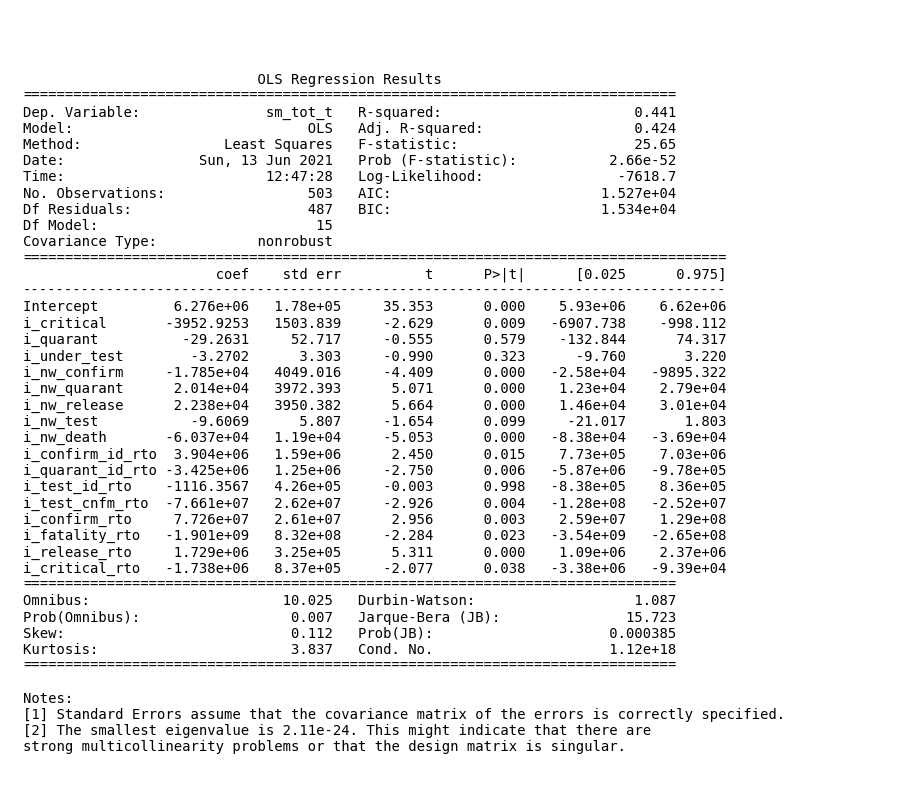 OLS Regression Results
==============================================================================
Dep. Variable:               sm_tot_t   R-squared:                       0.441
Model:                            OLS   Adj. R-squared:                  0.424
Method:                 Least Squares   F-statistic:                     25.65
Date:                Sun, 13 Jun 2021   Prob (F-statistic):           2.66e-52
Time:                        12:47:28   Log-Likelihood:                -7618.7
No. Observations:                 503   AIC:                         1.527e+04
Df Residuals:                     487   BIC:                         1.534e+04
Df Model:                          15
Covariance Type:            nonrobust
====================================================================================
                       coef    std err          t      P>|t|      [0.025      0.975]
------------------------------------------------------------------------------------
Intercept         6.276e+06   1.78e+05     35.353      0.000    5.93e+06    6.62e+06
i_critical       -3952.9253   1503.839     -2.629      0.009   -6907.738    -998.112
i_quarant          -29.2631     52.717     -0.555      0.579    -132.844      74.317
i_under_test        -3.2702      3.303     -0.990      0.323      -9.760       3.220
i_nw_confirm     -1.785e+04   4049.016     -4.409      0.000   -2.58e+04   -9895.322
i_nw_quarant      2.014e+04   3972.393      5.071      0.000    1.23e+04    2.79e+04
i_nw_release      2.238e+04   3950.382      5.664      0.000    1.46e+04    3.01e+04
i_nw_test           -9.6069      5.807     -1.654      0.099     -21.017       1.803
i_nw_death       -6.037e+04   1.19e+04     -5.053      0.000   -8.38e+04   -3.69e+04
i_confirm_id_rto  3.904e+06   1.59e+06      2.450      0.015    7.73e+05    7.03e+06
i_quarant_id_rto -3.425e+06   1.25e+06     -2.750      0.006   -5.87e+06   -9.78e+05
i_test_id_rto    -1116.3567   4.26e+05     -0.003      0.998   -8.38e+05    8.36e+05
i_test_cnfm_rto  -7.661e+07   2.62e+07     -2.926      0.004   -1.28e+08   -2.52e+07
i_confirm_rto     7.726e+07   2.61e+07      2.956      0.003    2.59e+07    1.29e+08
i_fatality_rto   -1.901e+09   8.32e+08     -2.284      0.023   -3.54e+09   -2.65e+08
i_release_rto     1.729e+06   3.25e+05      5.311      0.000    1.09e+06    2.37e+06
i_critical_rto   -1.738e+06   8.37e+05     -2.077      0.038   -3.38e+06   -9.39e+04
==============================================================================
Omnibus:                       10.025   Durbin-Watson:                   1.087
Prob(Omnibus):                  0.007   Jarque-Bera (JB):               15.723
Skew:                           0.112   Prob(JB):                     0.000385
Kurtosis:                       3.837   Cond. No.                     1.12e+18
==============================================================================
Notes:
[1] Standard Errors assume that the covariance matrix of the errors is correctly specified.
[2] The smallest eigenvalue is 2.11e-24. This might indicate that there are
strong multicollinearity problems or that the design matrix is singular.